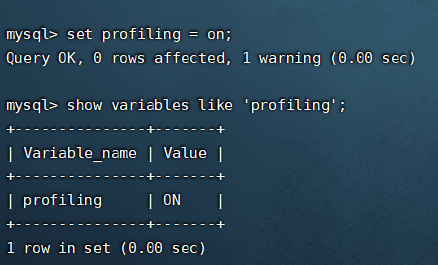 mysql> set profiling = on;
Query OK, 0 rows affected, 1 warning (0.00 sec)
mysql> show variables like 'profiling';
+---------------+-------+
| Variable_name | Value |
+---------------+-------+
| profiling     | ON    |
+---------------+-------+
1 row in set (0.00 sec)